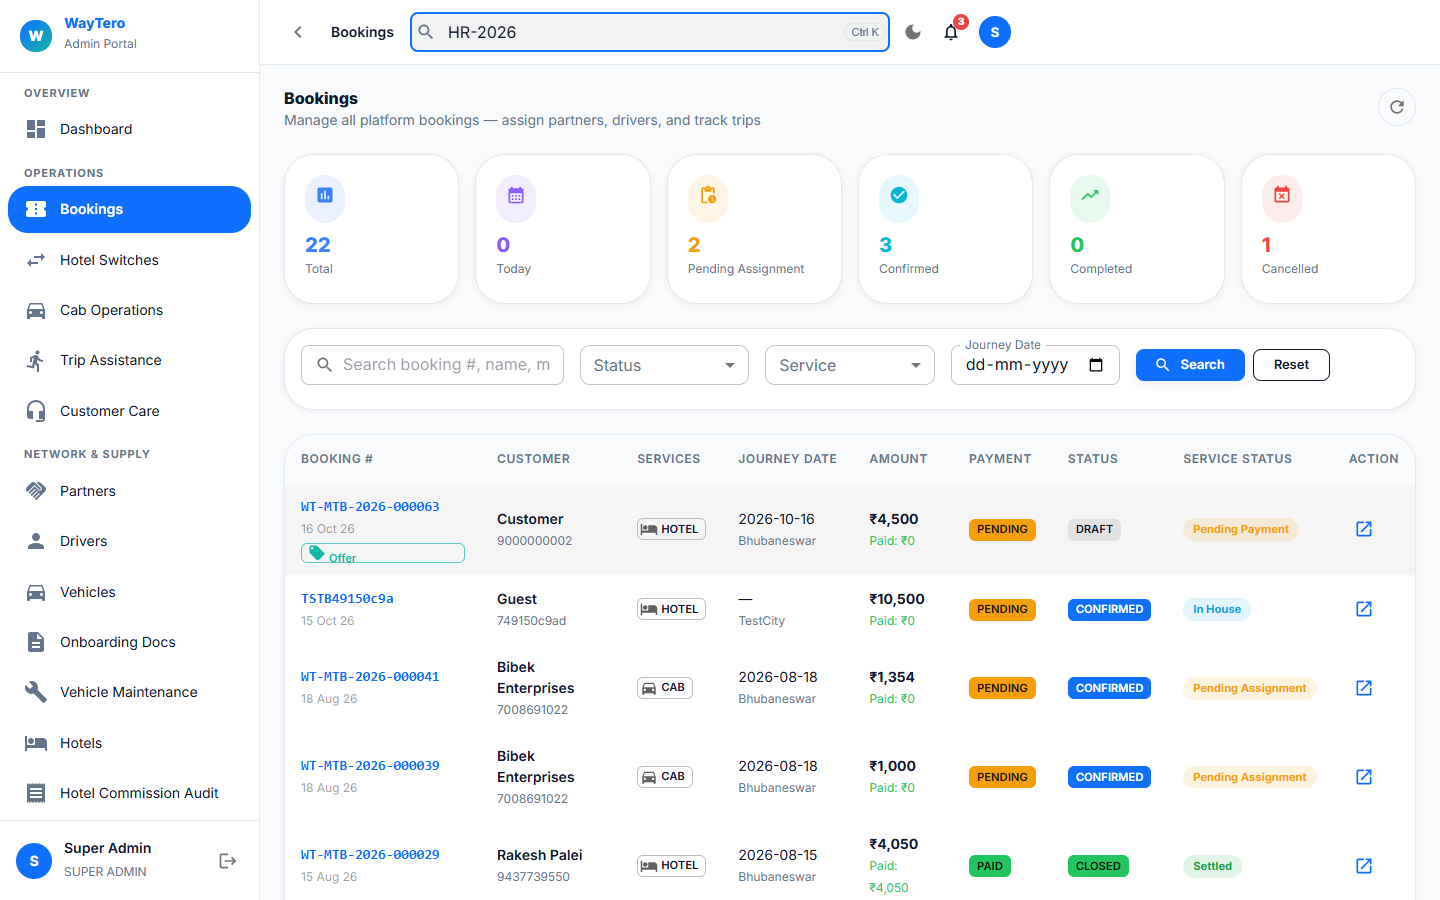 W
WayTero
Admin Portal
OVERVIEW
Dashboard
OPERATIONS
Bookings
Hotel Switches
Cab Operations
Trip Assistance
Customer Care
NETWORK & SUPPLY
Partners
Drivers
Vehicles
Onboarding Docs
Vehicle Maintenance
Hotels
Hotel Commission Audit
S
Super Admin
SUPER ADMIN
Bookings
HR-2026
Ctrl K
3
S
Bookings
Manage all platform bookings — assign partners, drivers, and track trips
22
Total
0
Today
2
Pending Assignment
3
Confirmed
0
Completed
1
Cancelled
Search booking #, name, m
Status
Service
Journey Date
dd-mm-yyyy
Search
Reset
BOOKING # CUSTOMER SERVICES JOURNEY DATE AMOUNT PAYMENT STATUS SERVICE STATUS ACTION
WT-MTB-2026-000063
16 Oct 26
Offer
Customer
9000000002
HOTEL
2026-10-16
Bhubaneswar
₹4,500
Paid: ₹0
PENDING
DRAFT
Pending Payment
TSTB49150c9a
15 Oct 26
Guest
749150c9ad
HOTEL
—
TestCity
₹10,500
Paid: ₹0
PENDING
CONFIRMED
In House
WT-MTB-2026-000041
18 Aug 26
Bibek
Enterprises
7008691022
CAB
2026-08-18
Bhubaneswar
₹1,354
Paid: ₹0
PENDING
CONFIRMED
Pending Assignment
WT-MTB-2026-000039
18 Aug 26
Bibek
Enterprises
7008691022
CAB
2026-08-18
Bhubaneswar
₹1,000
Paid: ₹0
PENDING
CONFIRMED
Pending Assignment
WT-MTB-2026-000029
15 Aug 26
Rakesh Palei
9437739550
HOTEL
2026-08-15
Bhubaneswar
₹4,050
Paid:
₹4,050
PAID
CLOSED
Settled